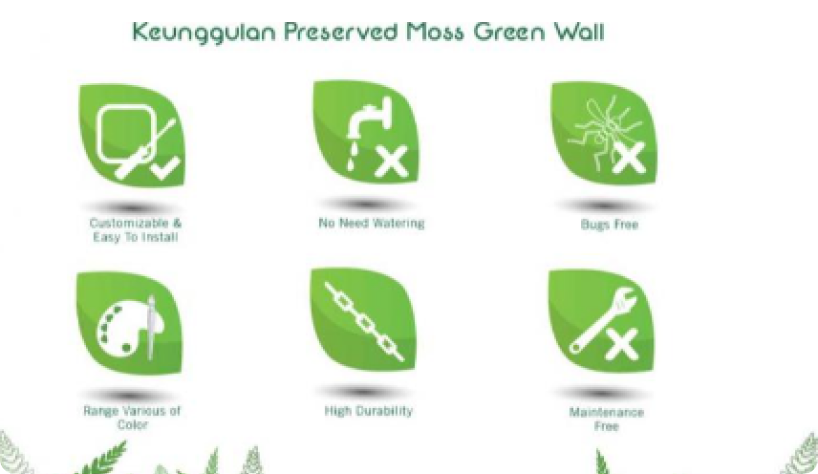 Keunggulan Preserved Moss Green Wall
Customizable &
Easy To Install
No Need Watering
Bugs Free
Range Various of
Color
High Durability
Maintenance
Free